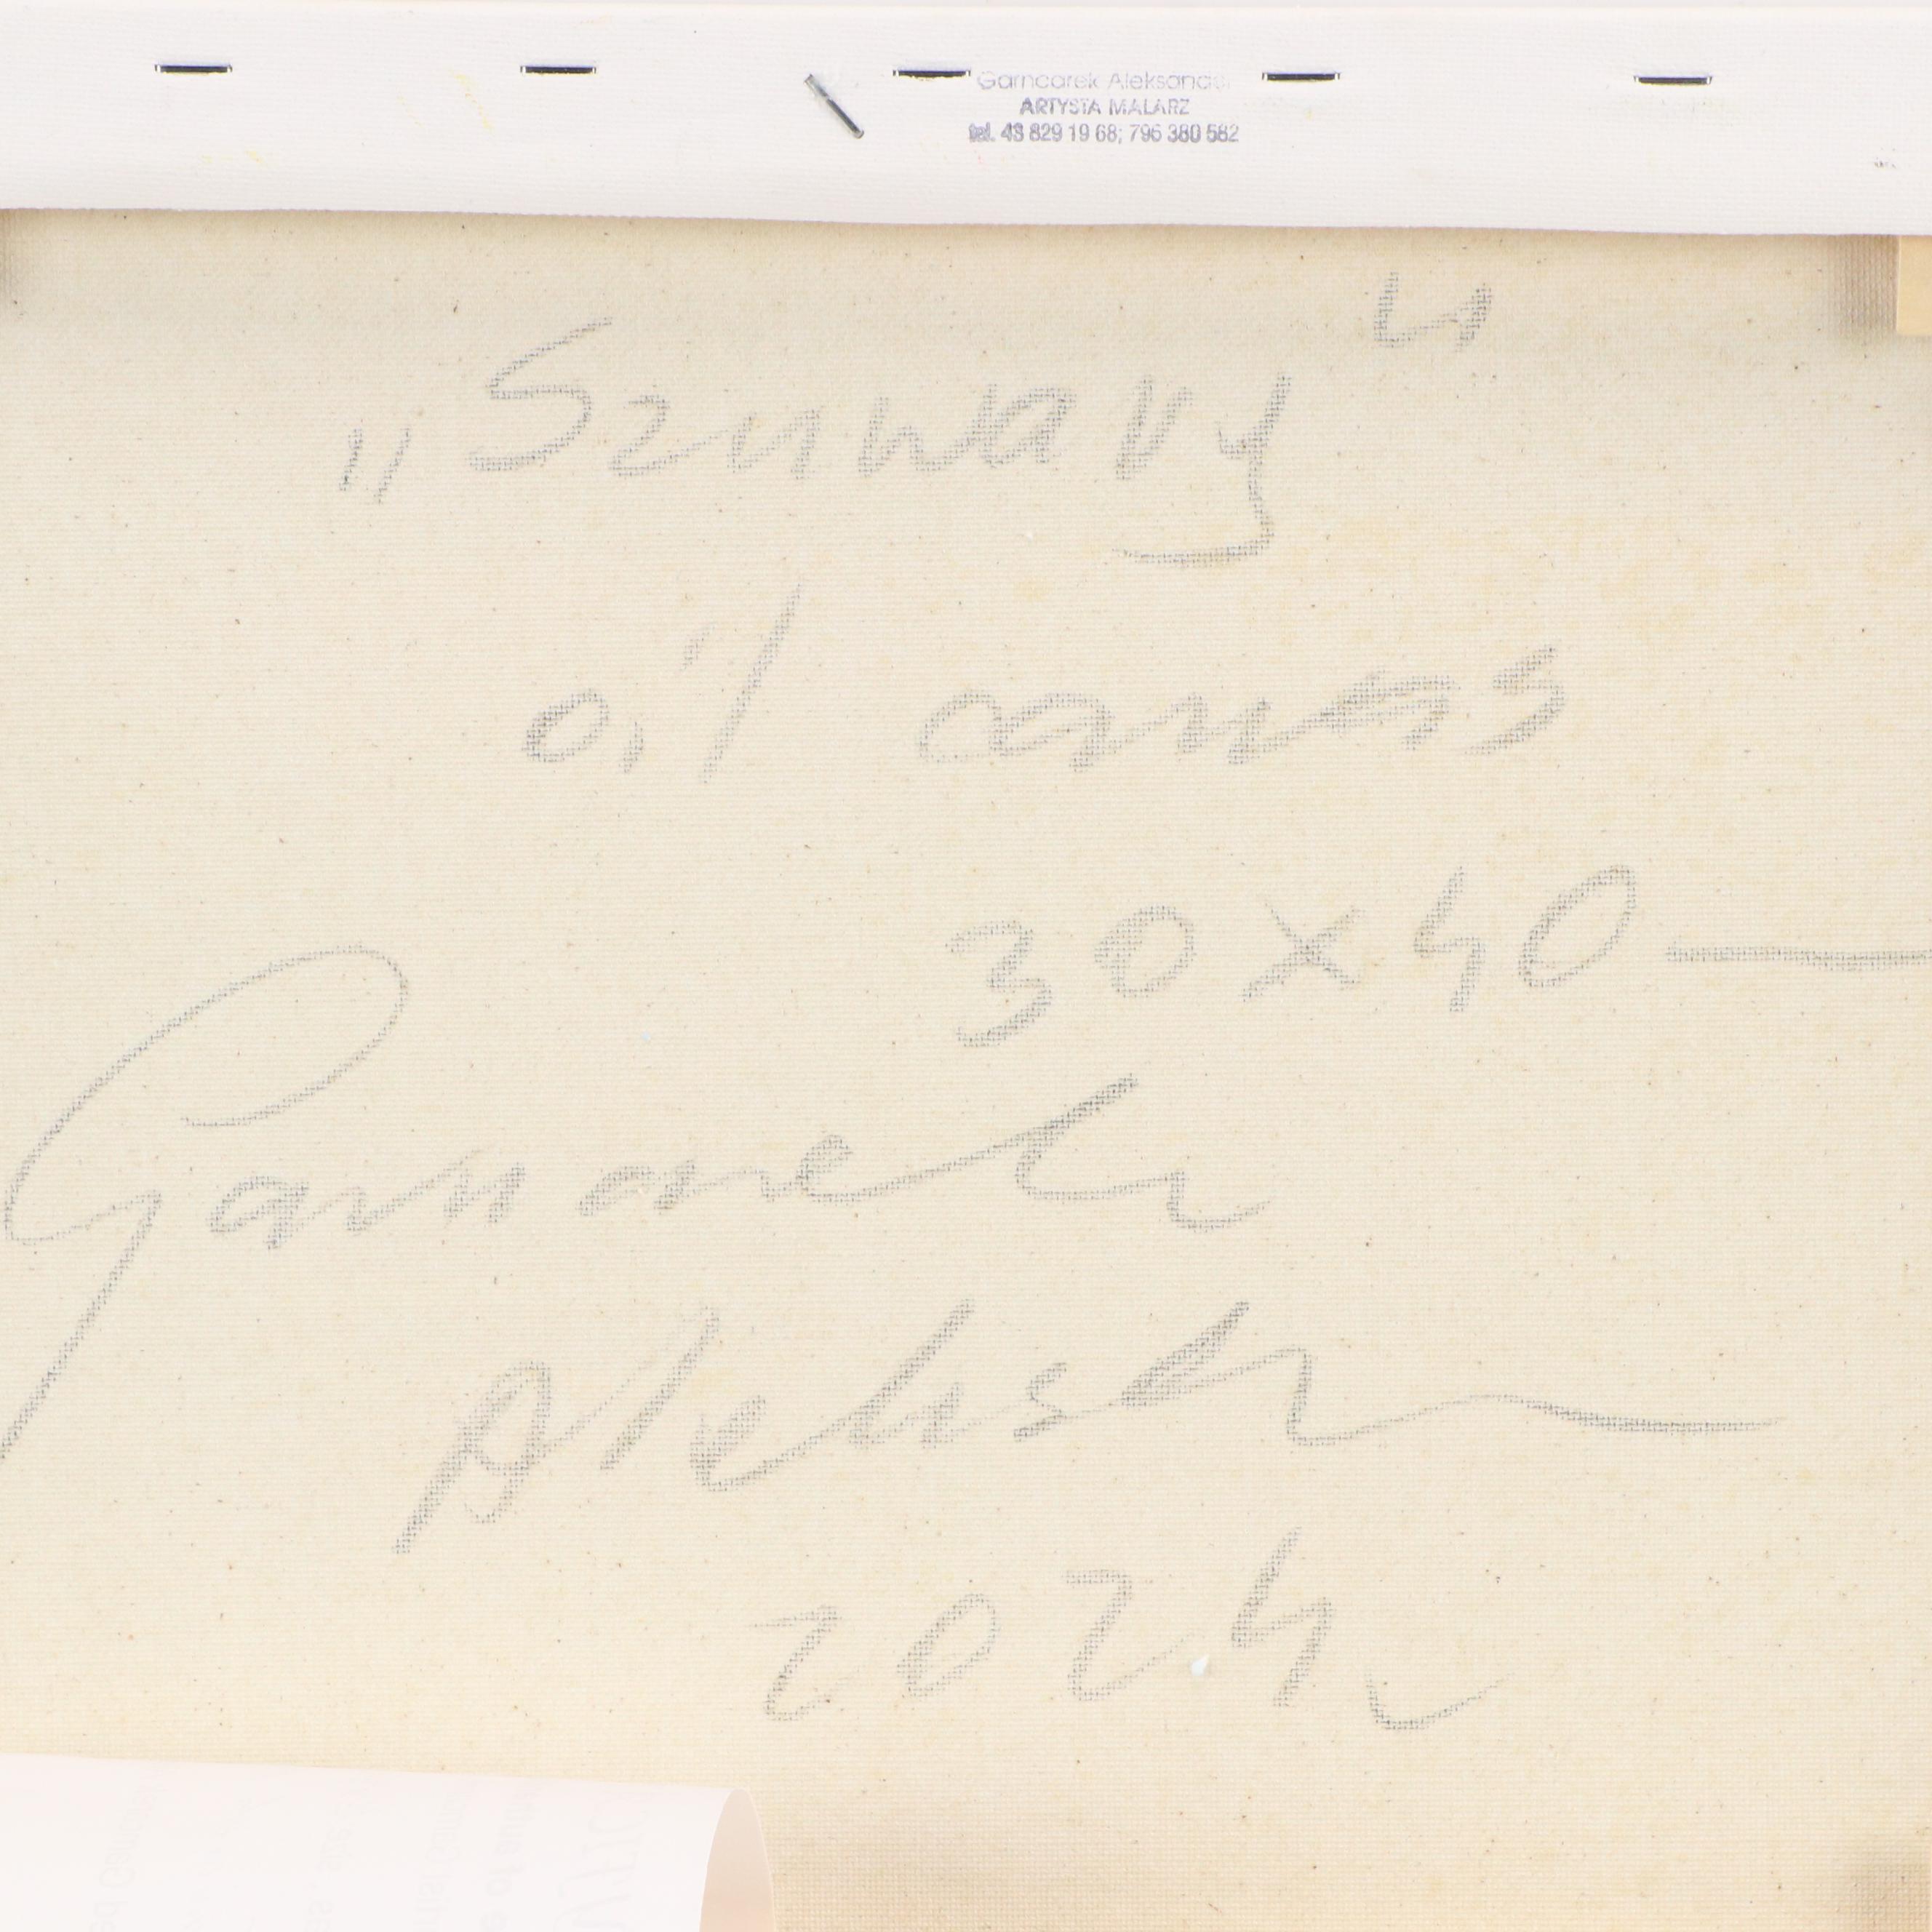 Garncarek Aleksander
ARTYSTA MALARZ
tel. 43 829 19 68; 796 380 582
„Szuwary"
oil canvas
30x40
Garncarek
Aleksander
2024